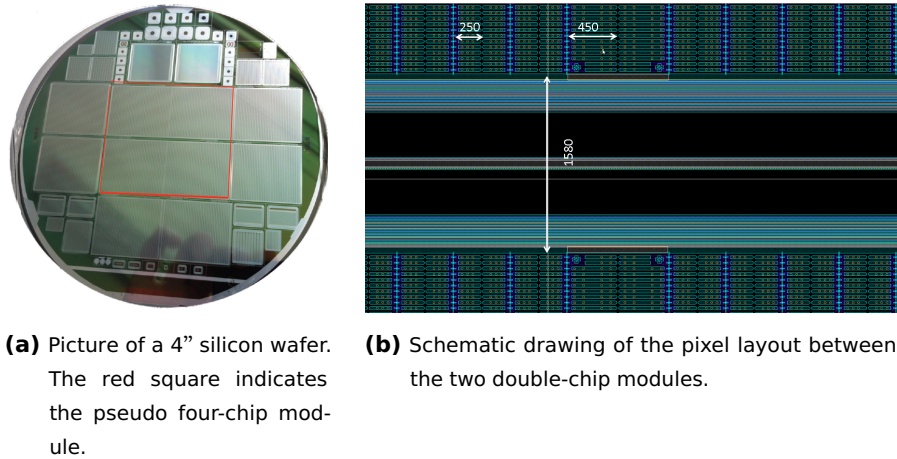 250
450
1580
(a) Picture of a 4” silicon wafer.
The red square indicates
the pseudo four-chip mod-
ule.
(b) Schematic drawing of the pixel layout between
the two double-chip modules.